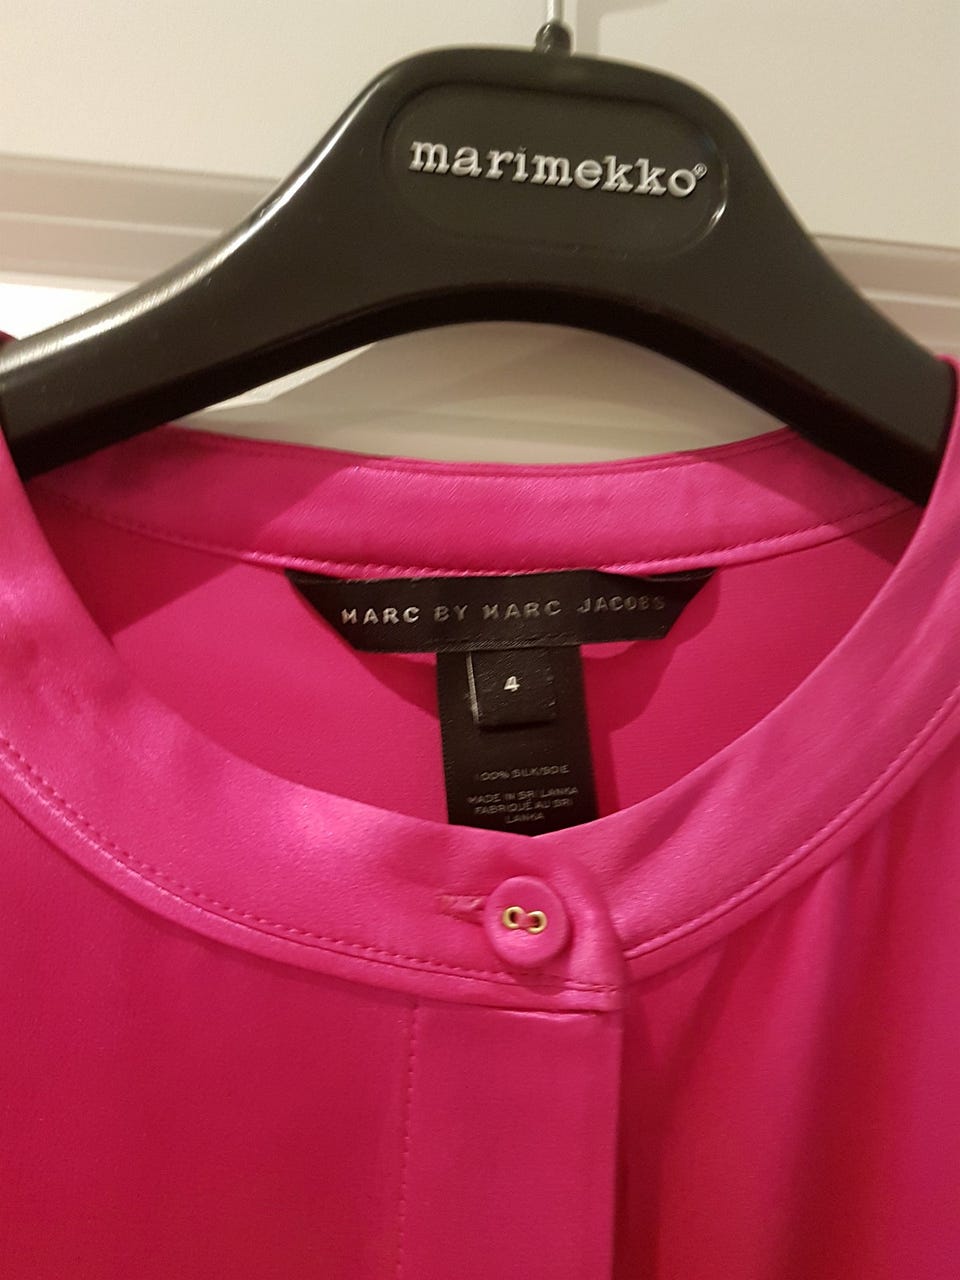 marimekko®
MARC BY MARC JACOBS
4
100% SILK/SOIE
MADE IN SRI LANKA
FABRIQUÉ AU SRI
LANKA